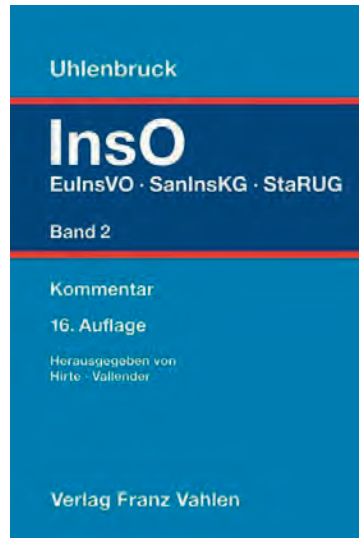 Uhlenbruck
InsO
EuInsVO · SanInsKG · StaRUG
Band 2
Kommentar
16. Auflage
Herausgegeben von
Hirte · Vallender
Verlag Franz Vahlen